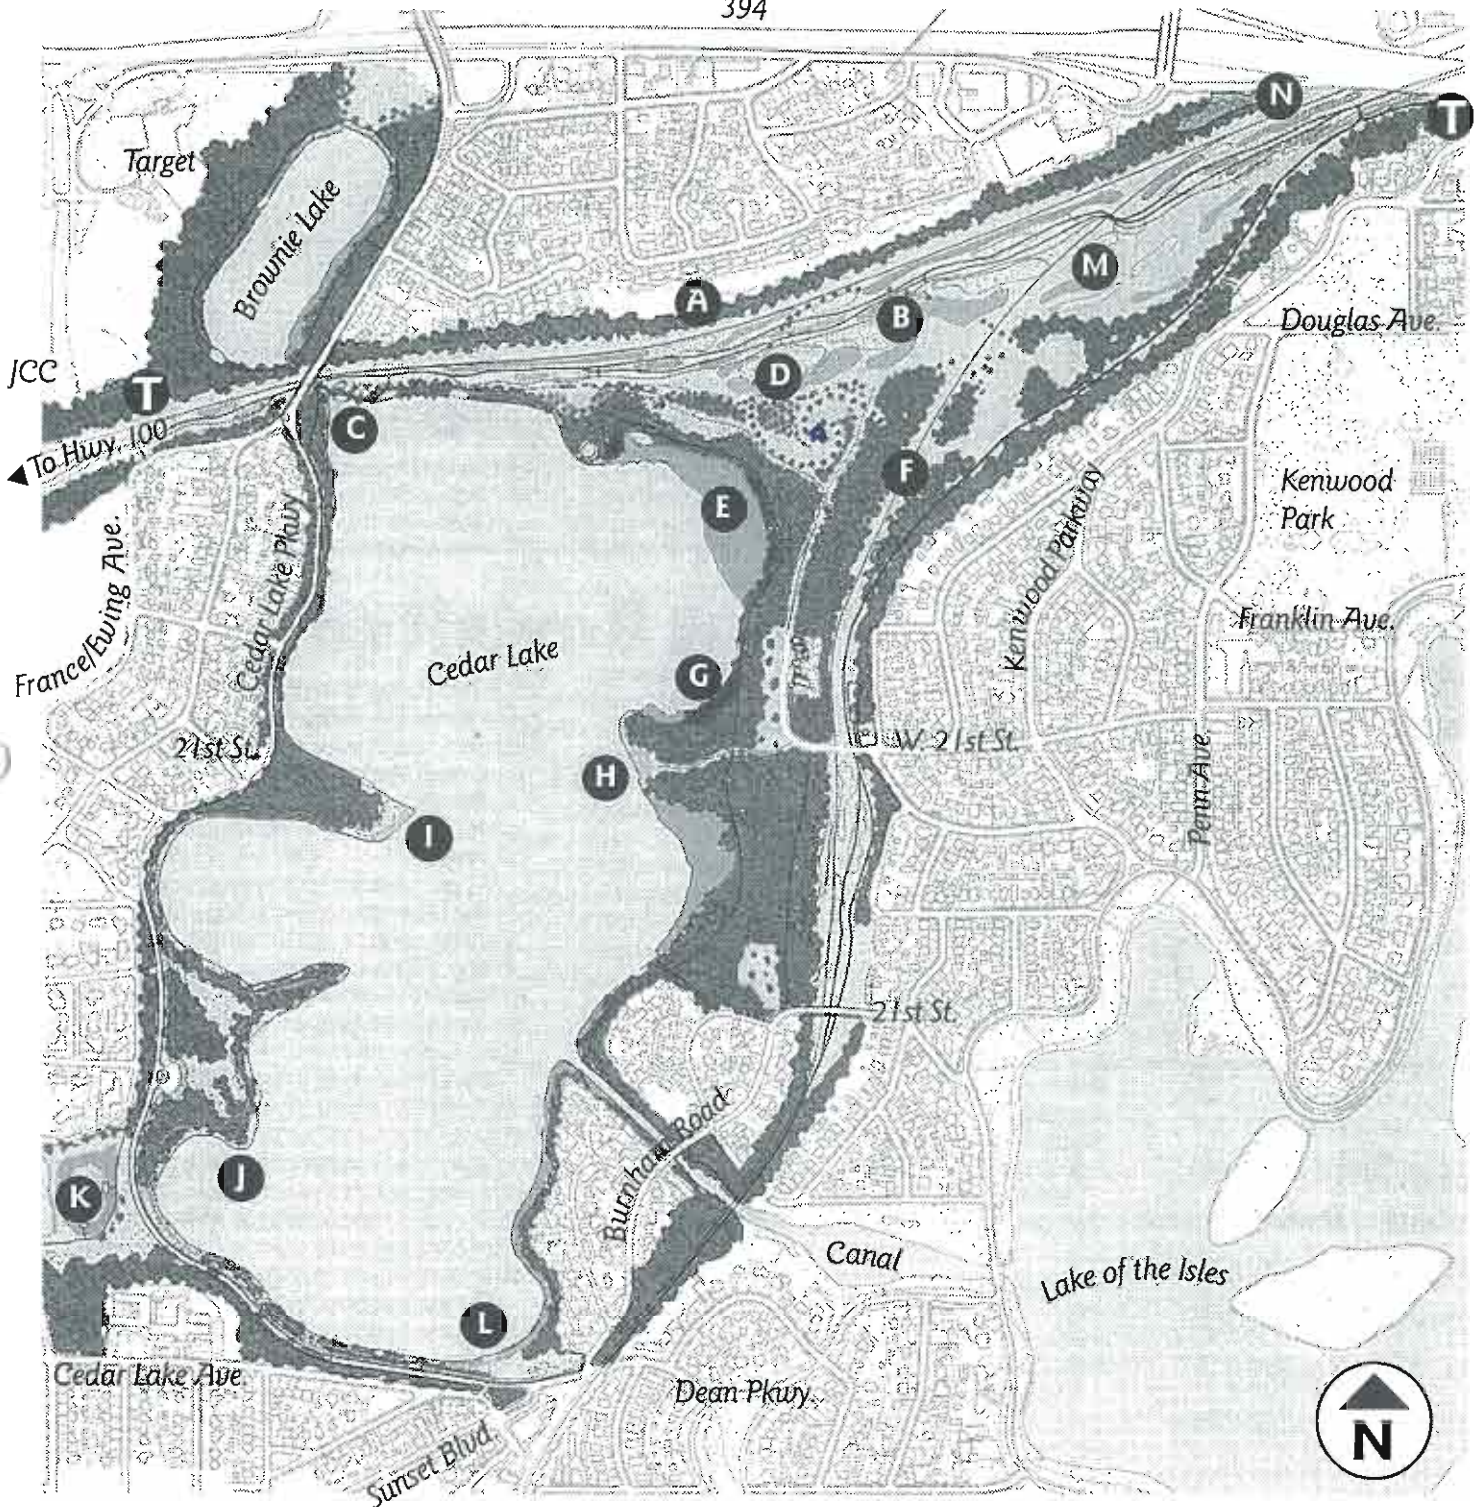 394
N
T
Target
Brownie Lake
M
A
B
Douglas Ave.
JCC
D
T
C
To Hwy. 100
F
Kenwood
Park
E
Cedar Lake Pkwy
Kenwood Parkway
France/Ewing Ave.
Franklin Ave.
Cedar Lake
G
21st St.
W 21st St.
H
Penn Ave.
I
21st St.
Burnham Road
J
K
Canal
Lake of the Isles
L
Cedar Lake Ave.
Dean Pkwy.
Sunset Blvd.
N